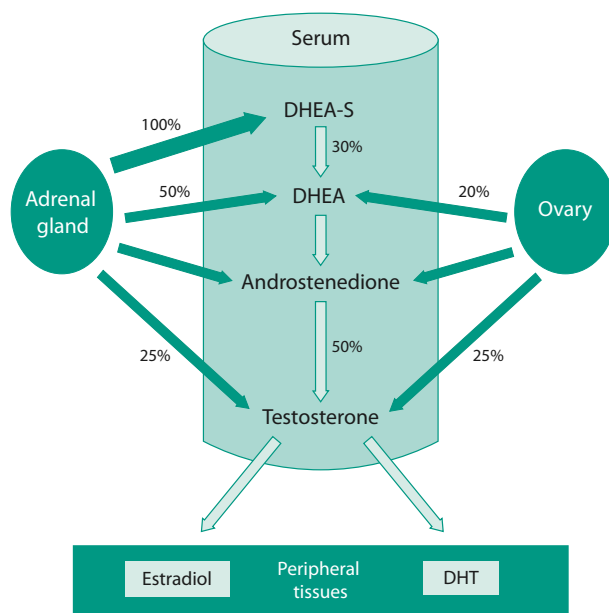 Serum
DHEA-S
100%
30%
Adrenal
gland
50%
DHEA
20%
Ovary
Androstenedione
25%
50%
25%
Testosterone
Estradiol
Peripheral
tissues
DHT